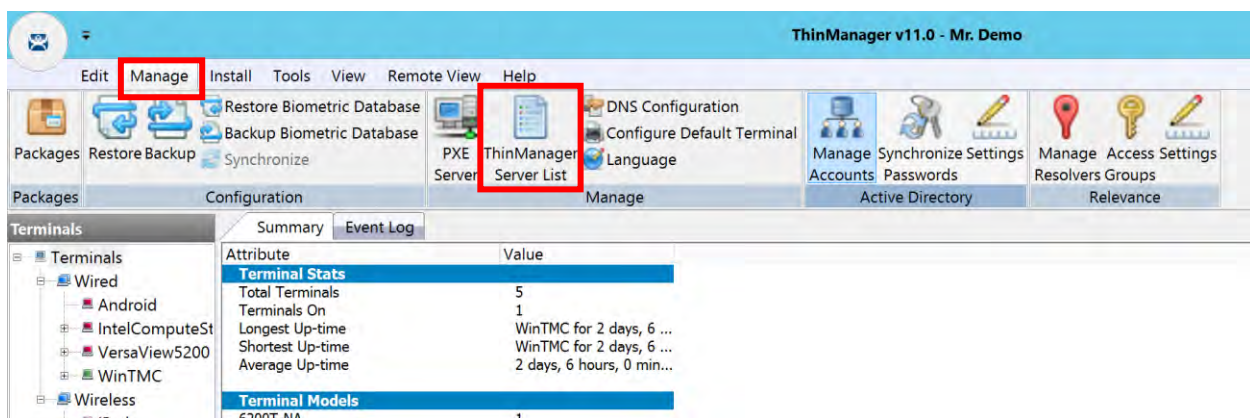 ThinManager v11.0 - Mr. Demo
Edit Manage Install Tools View Remote View Help
Packages
Restore
Backup
Restore Biometric Database
Backup Biometric Database
Synchronize
PXE Server
ThinManager Server List
DNS Configuration
Configure Default Terminal
Language
Manage Accounts
Synchronize Passwords
Settings
Manage Resolvers
Access Groups
Settings
Packages Configuration Manage Active Directory Relevance
Terminals
Summary Event Log
Terminals
Wired
Android
IntelComputeSt
VersaView5200
WinTMC
Wireless
Attribute Value
Terminal Stats
Total Terminals 5
Terminals On 1
Longest Up-time WinTMC for 2 days, 6 ...
Shortest Up-time WinTMC for 2 days, 6 ...
Average Up-time 2 days, 6 hours, 0 min...
Terminal Models